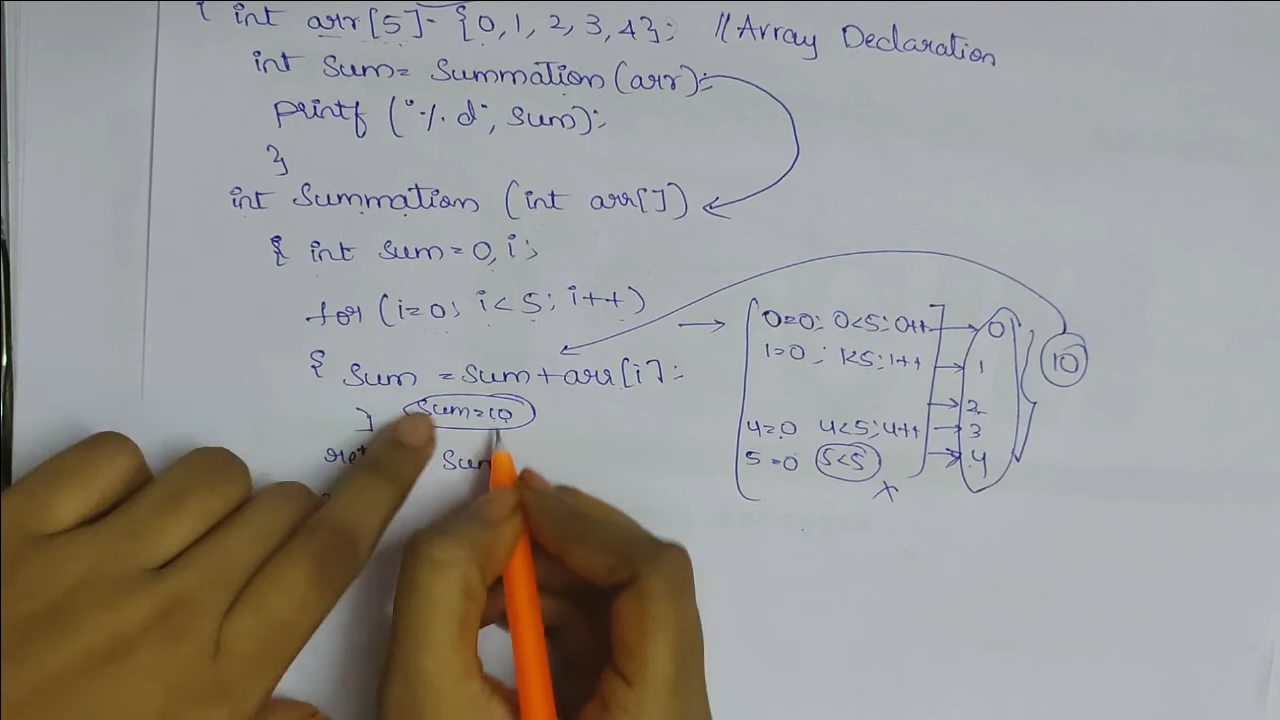 { int arr[5]= {0, 1, 2, 3, 4}; // Array Declaration
int Sum= Summation (arr);
printf ("%d", sum);
}
int Summation (int arr[])
{ int sum=0, i;
for (i=0; i<5; i++)
{ sum = sum+arr[i];
} Sum=10
Sum
0=0; 0<5; 0++ 0
1=0; 1<5; 1++ 1
2
4=0 4<5; 4++ 3
5=0 5<5 4
x
10